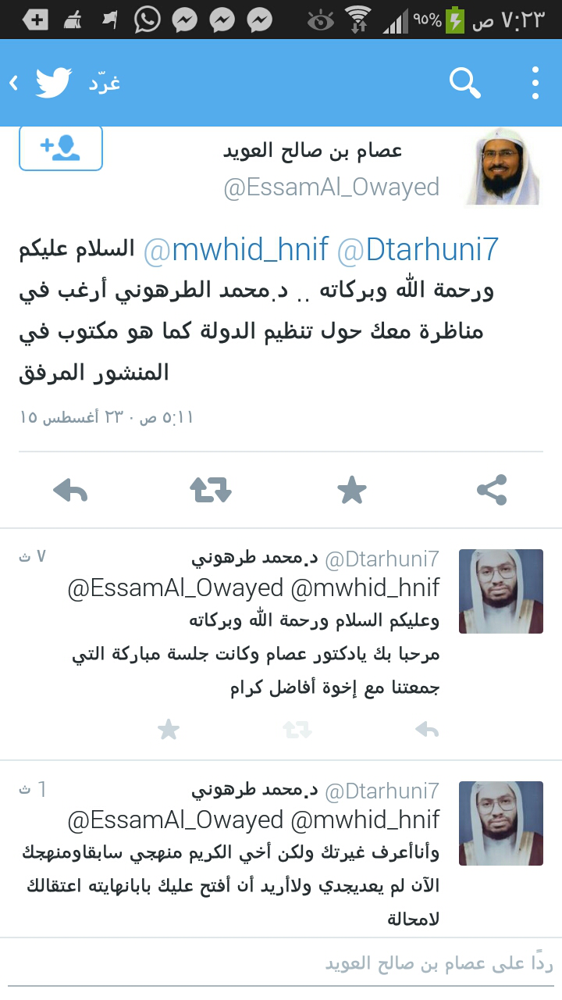 ٩٥% ٧:٢٣ ص
غرّد
عصام بن صالح العويد
@EssamAl_Owayed
@mwhid_hnif @Dtarhuni7 السلام عليكم
ورحمة الله وبركاته .. د.محمد الطرهوني أرغب في
مناظرة معك حول تنظيم الدولة كما هو مكتوب في
المنشور المرفق
٥:١١ ص · ٢٣ أغسطس ١٥
د.محمد طرهوني @Dtarhuni7 ٧ ث
@EssamAl_Owayed @mwhid_hnif
وعليكم السلام ورحمة الله وبركاته
مرحبا بك يادكتور عصام وكانت جلسة مباركة التي
جمعتنا مع إخوة أفاضل كرام
د.محمد طرهوني @Dtarhuni7 1 ث
@EssamAl_Owayed @mwhid_hnif
وأناأعرف غيرتك ولكن أخي الكريم منهجي سابقاومنهجك
الآن لم يعديجدي ولاأريد أن أفتح عليك بابانهايته اعتقالك
لامحالة
ردًا على عصام بن صالح العويد